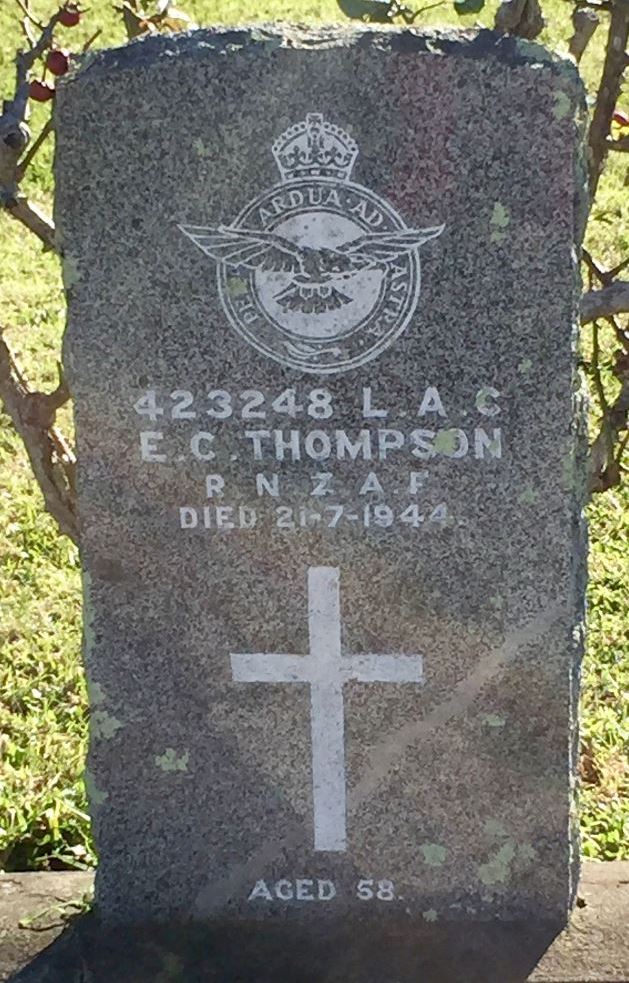 PER ARDUA · AD ASTRA
423248 L.A.C
E.C.THOMPSON
R N Z A F
DIED 21-7-1944.
AGED 58.